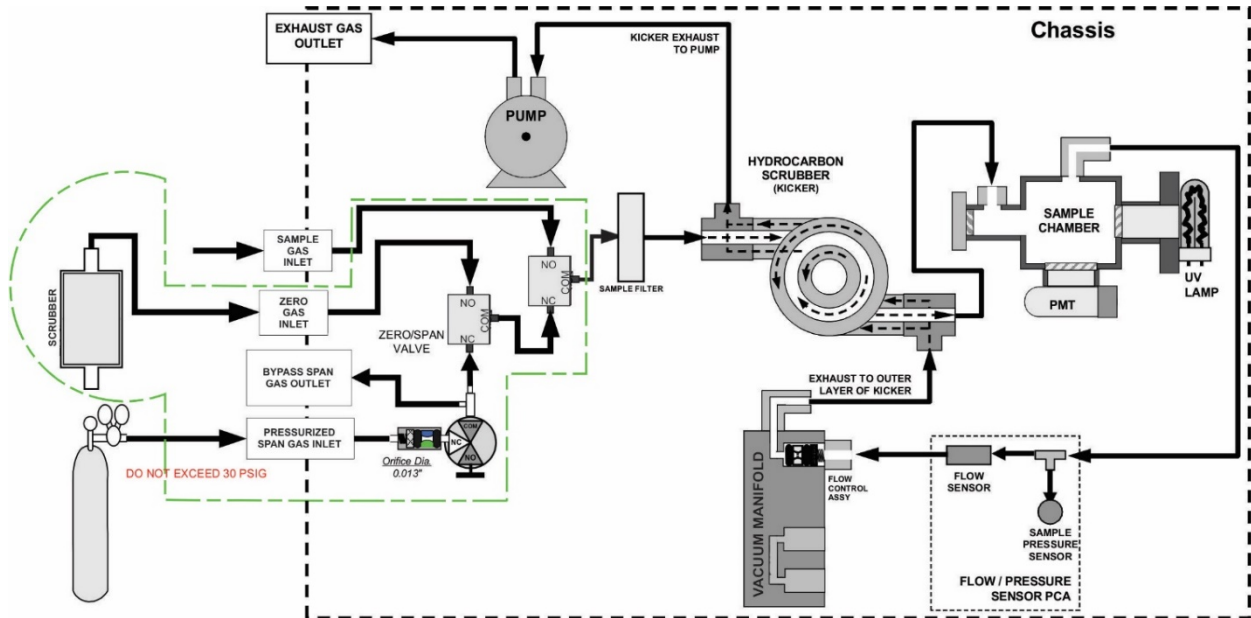 EXHAUST GAS
OUTLET
KICKER EXHAUST
TO PUMP
Chassis
PUMP
HYDROCARBON
SCRUBBER
(KICKER)
SAMPLE
CHAMBER
UV
LAMP
PMT
SAMPLE
GAS
INLET
NO
COM
NC
SAMPLE FILTER
SCRUBBER
ZERO
GAS
INLET
NO
COM
NC
ZERO/SPAN
VALVE
BYPASS SPAN
GAS OUTLET
EXHAUST TO OUTER
LAYER OF KICKER
PRESSURIZED
SPAN GAS INLET
COM
NC
NO
Orifice Dia.
0.013"
DO NOT EXCEED 30 PSIG
VACUUM MANIFOLD
FLOW
CONTROL
ASSY
FLOW
SENSOR
SAMPLE
PRESSURE
SENSOR
FLOW / PRESSURE
SENSOR PCA